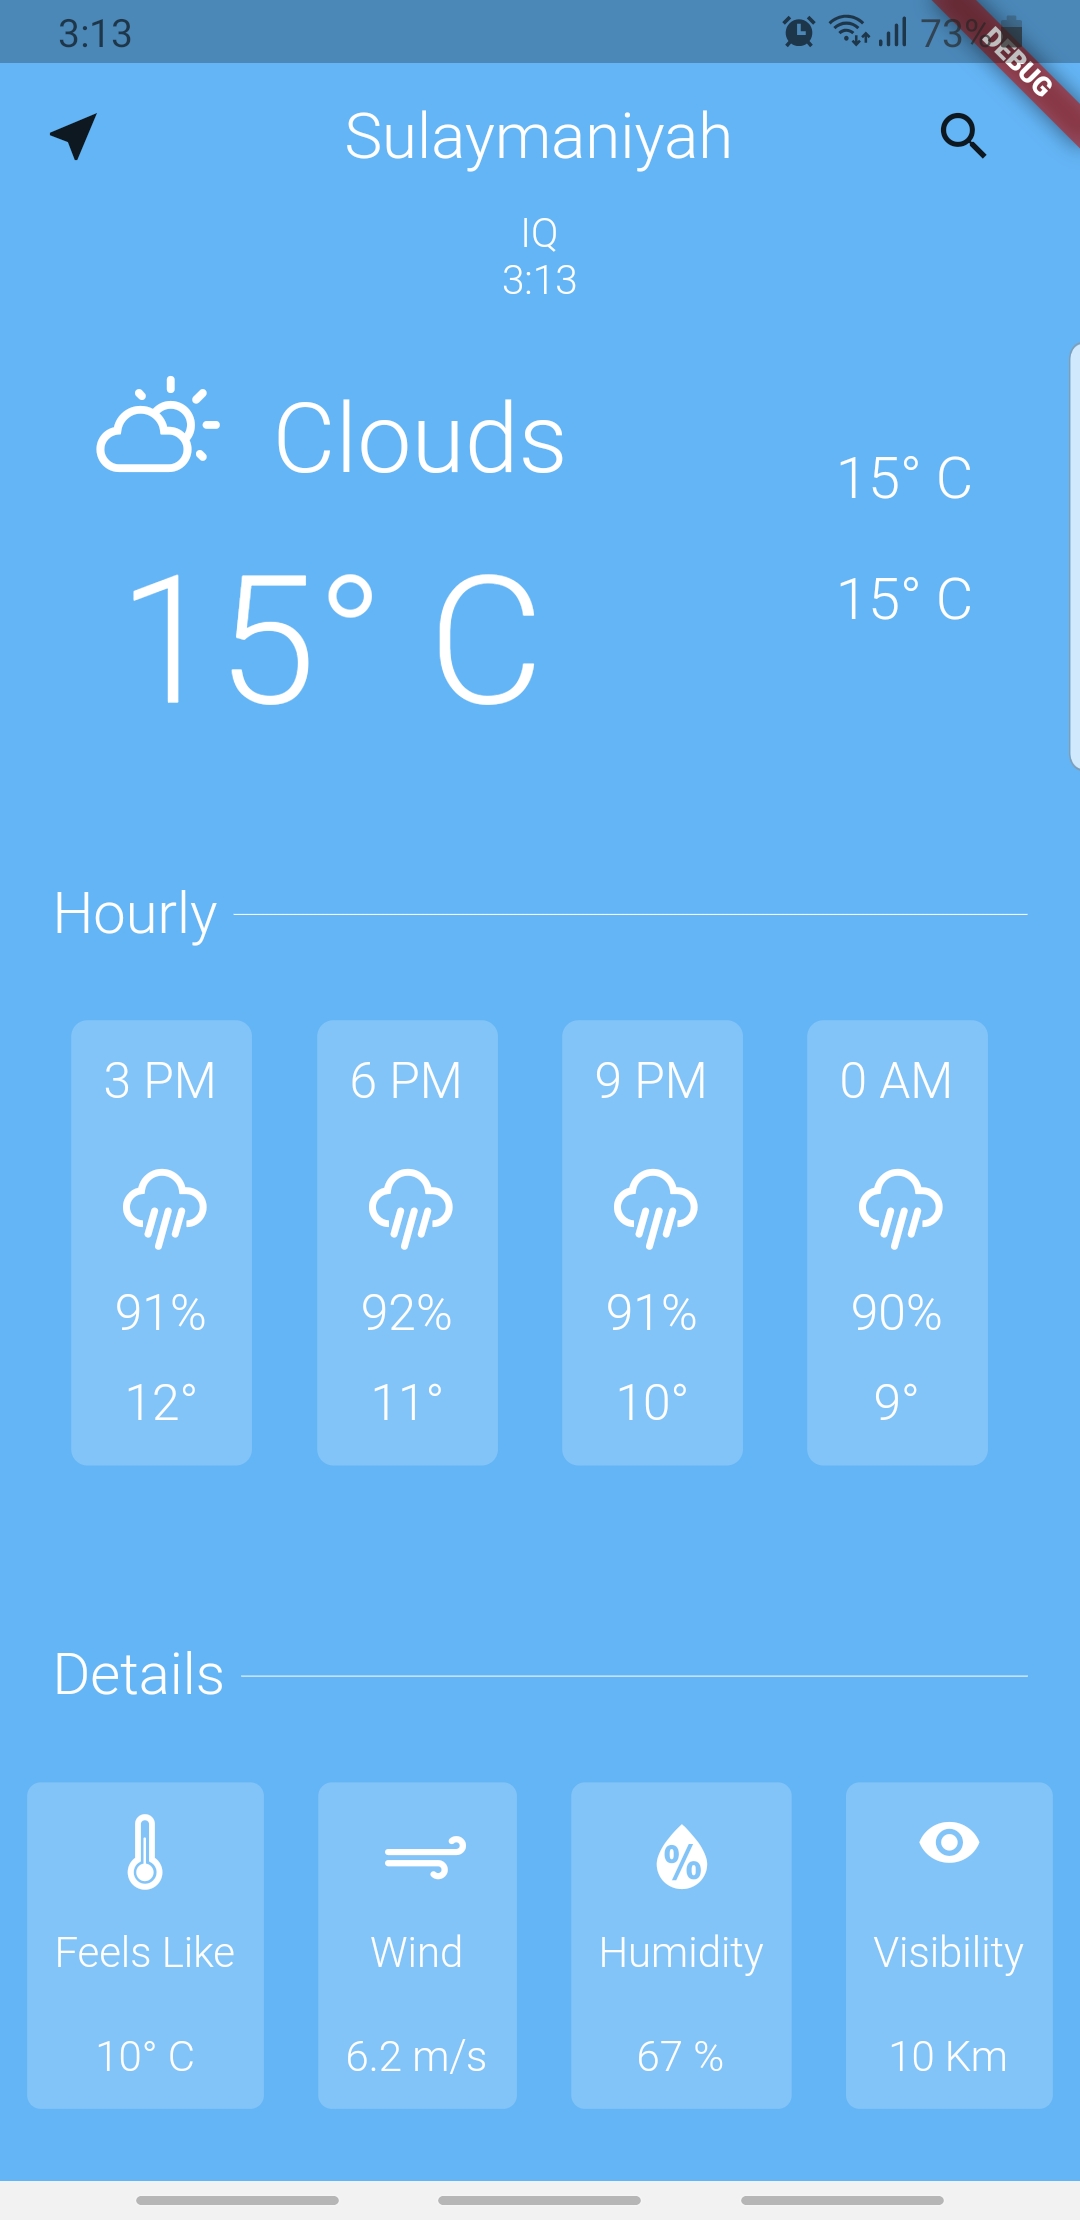 3:13
73%
DEBUG
Sulaymaniyah
IQ
3:13
Clouds
15° C
15° C
15° C
Hourly
3 PM 6 PM 9 PM 0 AM
91% 92% 91% 90%
12° 11° 10° 9°
Details
%
Feels Like Wind Humidity Visibility
10° C 6.2 m/s 67 % 10 Km